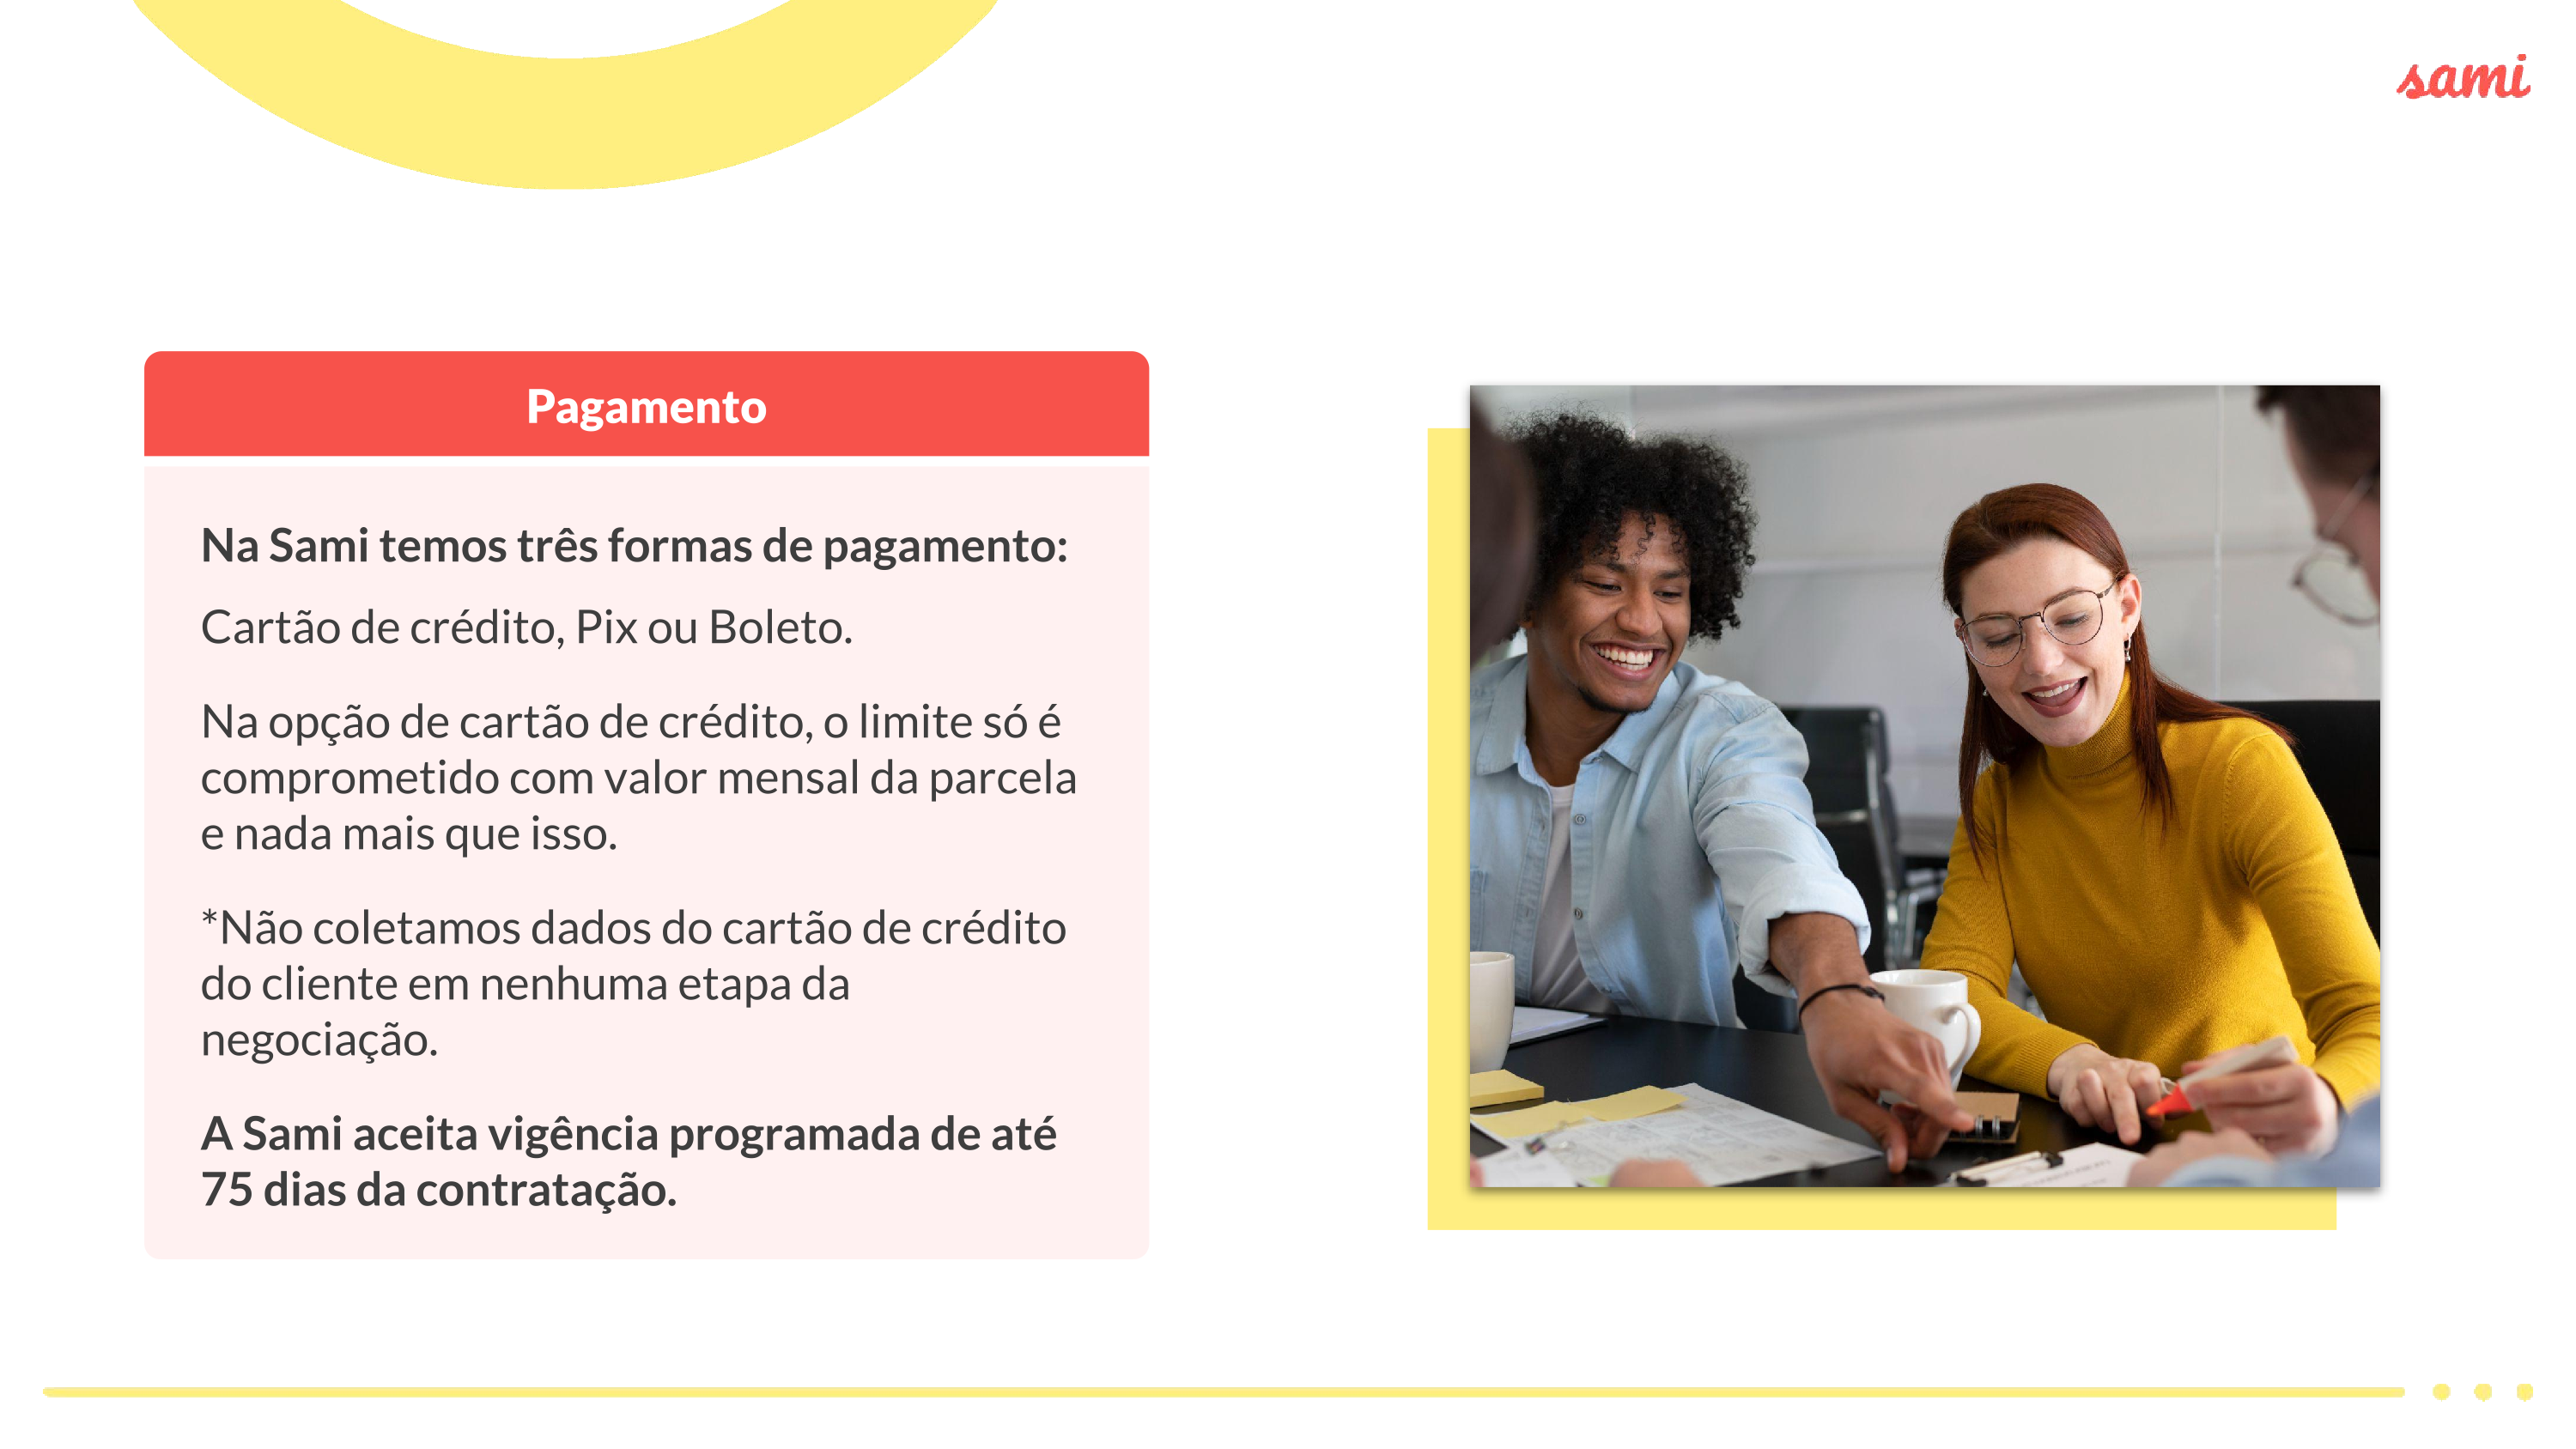 sami
Pagamento
Na Sami temos três formas de pagamento:
Cartão de crédito, Pix ou Boleto.
Na opção de cartão de crédito, o limite só é
comprometido com valor mensal da parcela
e nada mais que isso.
*Não coletamos dados do cartão de crédito
do cliente em nenhuma etapa da
negociação.
A Sami aceita vigência programada de até
75 dias da contratação.